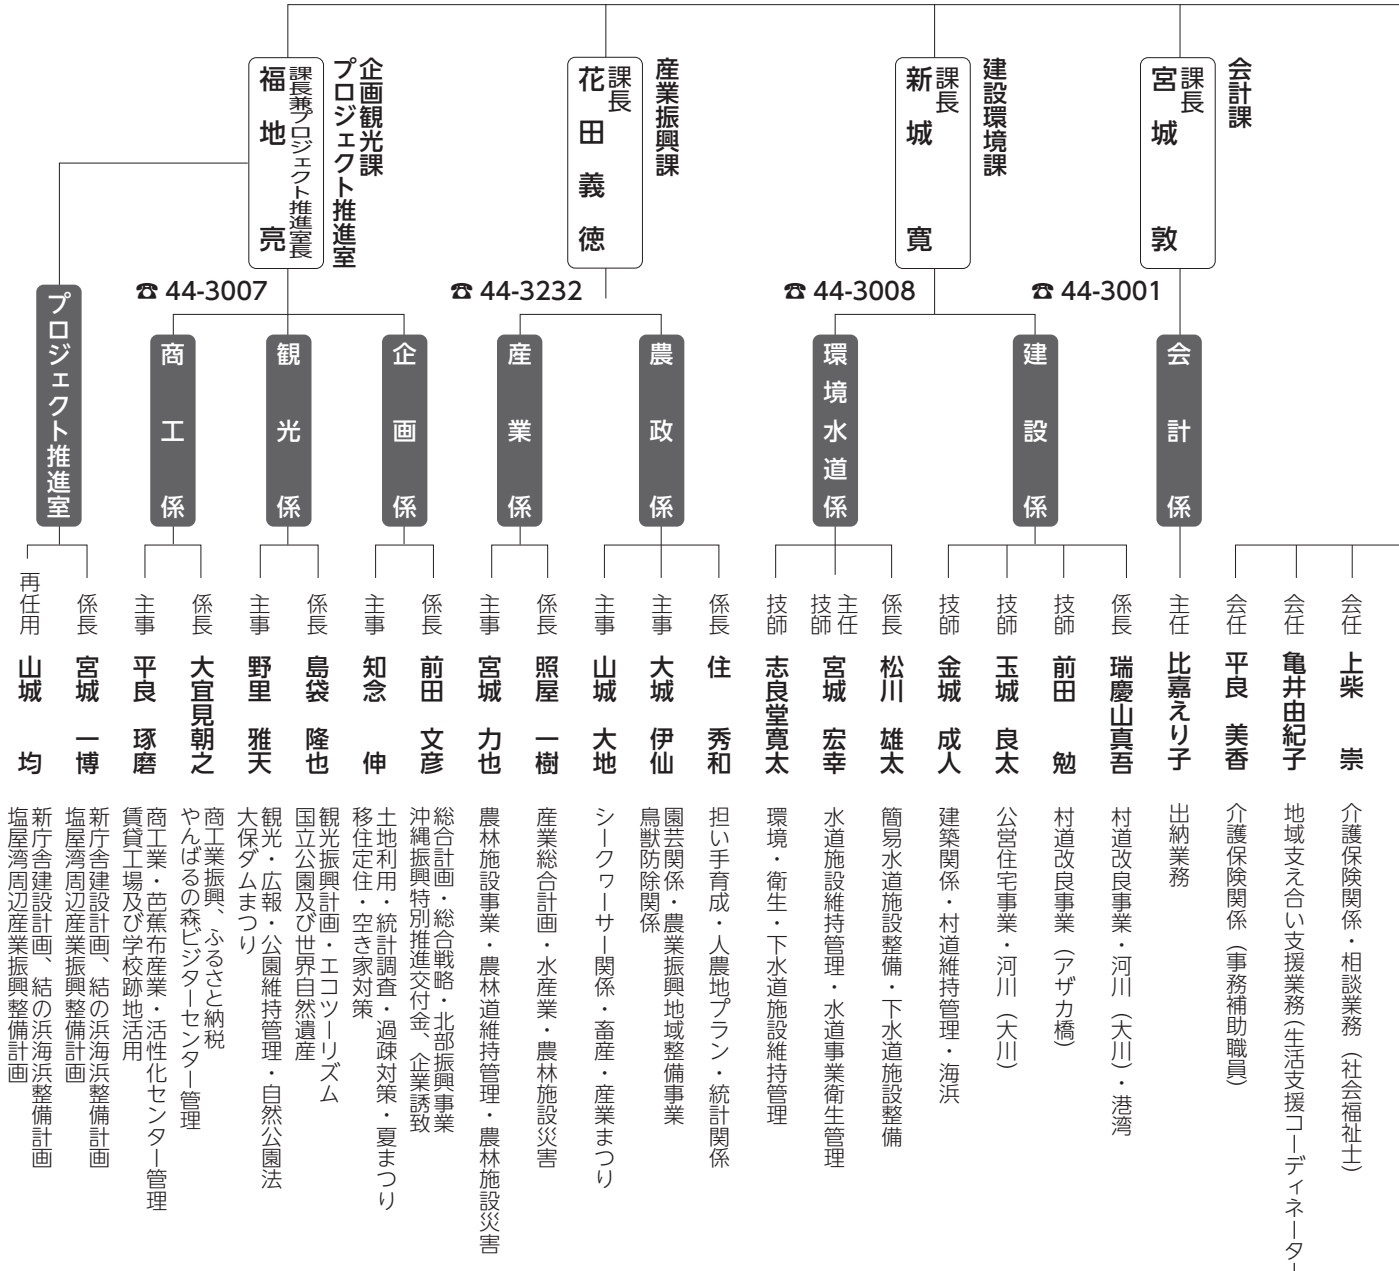 会計課
課長
宮城 敦
☎ 44-3001
建設環境課
課長
新城 寛
☎ 44-3008
産業振興課
課長
花田義徳
☎ 44-3232
企画観光課
プロジェクト推進室
課長兼プロジェクト推進室長
福地 亮
☎ 44-3007
会計係
建設係
環境水道係
農政係
産業係
企画係
観光係
商工係
プロジェクト推進室
会任 上柴 崇 介護保険関係・相談業務（社会福祉士）
会任 亀井由紀子 地域支え合い支援業務（生活支援コーディネーター
会任 平良 美香 介護保険関係（事務補助職員）
主任 比嘉えり子 出納業務
係長 瑞慶山真吾 村道改良事業・河川（大川）・港湾
技師 前田 勉 村道改良事業（アザカ橋）
技師 玉城 良太 公営住宅事業・河川（大川）
技師 金城 成人 建築関係・村道維持管理・海浜
係長 松川 雄太 簡易水道施設整備・下水道施設整備
主任
技師 宮城 宏幸 水道施設維持管理・水道事業衛生管理
技師 志良堂寛太 環境・衛生・下水道施設維持管理
係長 住 秀和 担い手育成・人農地プラン・統計関係
主事 大城 伊仙 園芸関係・農業振興地域整備事業
鳥獣防除関係
主事 山城 大地 シークヮーサー関係・畜産・産業まつり
係長 照屋 一樹 産業総合計画・水産業・農林施設災害
主事 宮城 力也 農林施設事業・農林道維持管理・農林施設災害
係長 前田 文彦 総合計画・総合戦略・北部振興事業
沖縄振興特別推進交付金、企業誘致
主事 知念 伸 土地利用・統計調査・過疎対策・夏まつり
移住定住・空き家対策
係長 島袋 隆也 観光振興計画・エコツーリズム
国立公園及び世界自然遺産
主事 野里 雅天 観光・広報・公園維持管理・自然公園法
大保ダムまつり
係長 大宜見朝之 商工業振興、ふるさと納税
やんばるの森ビジターセンター管理
主事 平良 琢磨 商工業・芭蕉布産業・活性化センター管理
賃貸工場及び学校跡地活用
係長 宮城 一博 新庁舎建設計画、結の浜海浜整備計画
塩屋湾周辺産業振興整備計画
再任用 山城 均 新庁舎建設計画、結の浜海浜整備計画
塩屋湾周辺産業振興整備計画